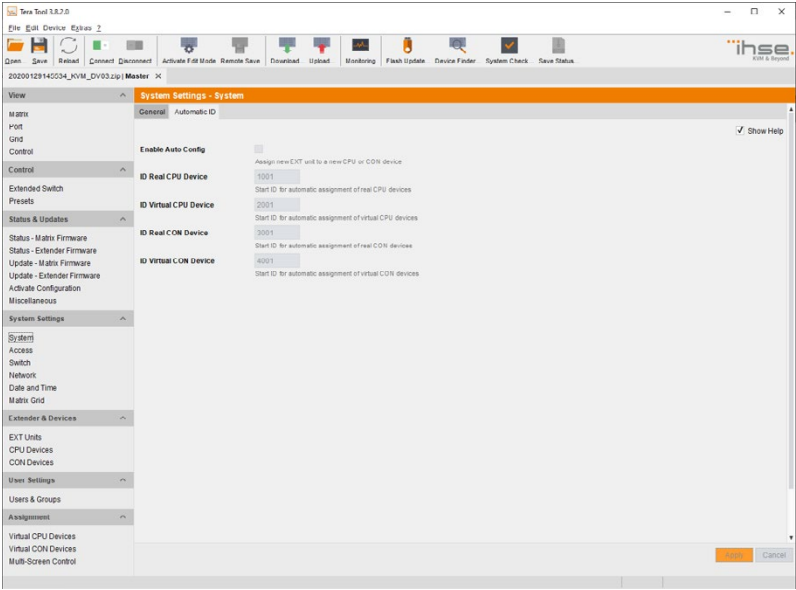 Tera Tool 3.8.2.0
File Edit Device Extras ?
Open... Save Reload Connect Disconnect Activate Edit Mode Remote Save Download... Upload... Monitoring Flash Update... Device Finder... System Check... Save Status...
ihse.
KVM & Beyond
20200129145534_KVM_DV03.zip | Master
View
Matrix
Port
Grid
Control
Control
Extended Switch
Presets
Status & Updates
Status - Matrix Firmware
Status - Extender Firmware
Update - Matrix Firmware
Update - Extender Firmware
Activate Configuration
Miscellaneous
System Settings
System
Access
Switch
Network
Date and Time
Matrix Grid
Extender & Devices
EXT Units
CPU Devices
CON Devices
User Settings
Users & Groups
Assignment
Virtual CPU Devices
Virtual CON Devices
Multi-Screen Control
System Settings - System
General Automatic ID
Show Help
Enable Auto Config
Assign new EXT unit to a new CPU or CON device
ID Real CPU Device 1001
Start ID for automatic assignment of real CPU devices
ID Virtual CPU Device 2001
Start ID for automatic assignment of virtual CPU devices
ID Real CON Device 3001
Start ID for automatic assignment of real CON devices
ID Virtual CON Device 4001
Start ID for automatic assignment of virtual CON devices
Apply Cancel